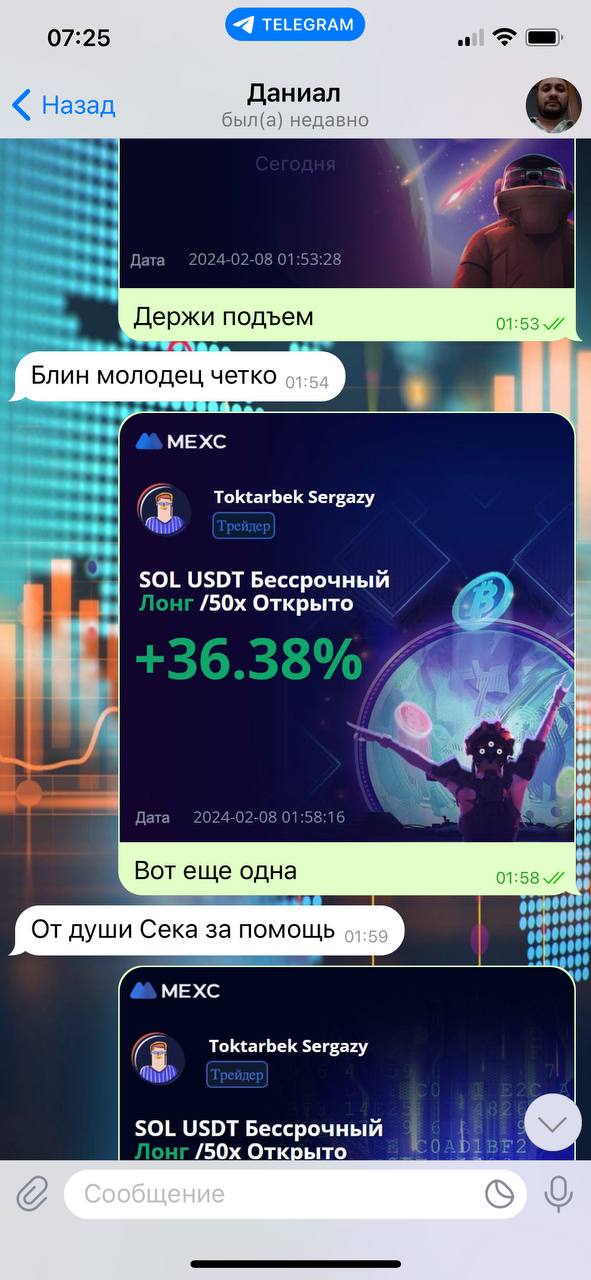 07:25
TELEGRAM
Назад
Даниал
был(а) недавно
Сегодня
Дата 2024-02-08 01:53:28
Держи подъем
01:53
Блин молодец четко 01:54
MEXC
Toktarbek Sergazy
Трейдер
SOL USDT Бессрочный
Лонг /50x Открыто
+36.38%
Дата 2024-02-08 01:58:16
Вот еще одна
01:58
От души Сека за помощь 01:59
MEXC
Toktarbek Sergazy
Трейдер
SOL USDT Бессрочный
Лонг /50x Открыто
C0AD1BF2
Сообщение